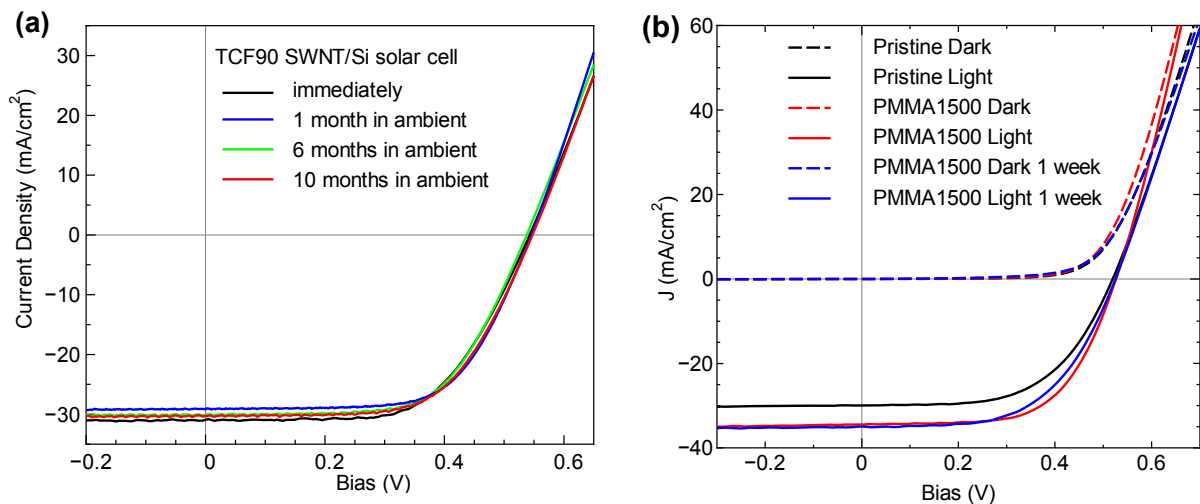 (a)
TCF90 SWNT/Si solar cell
immediately
1 month in ambient
6 months in ambient
10 months in ambient
Current Density (mA/cm²)
30
20
10
0
−10
−20
−30
−0.2
0
0.2
0.4
0.6
Bias (V)
(b)
Pristine Dark
Pristine Light
PMMA1500 Dark
PMMA1500 Light
PMMA1500 Dark 1 week
PMMA1500 Light 1 week
J (mA/cm²)
60
40
20
0
−20
−40
−0.2
0
0.2
0.4
0.6
Bias (V)